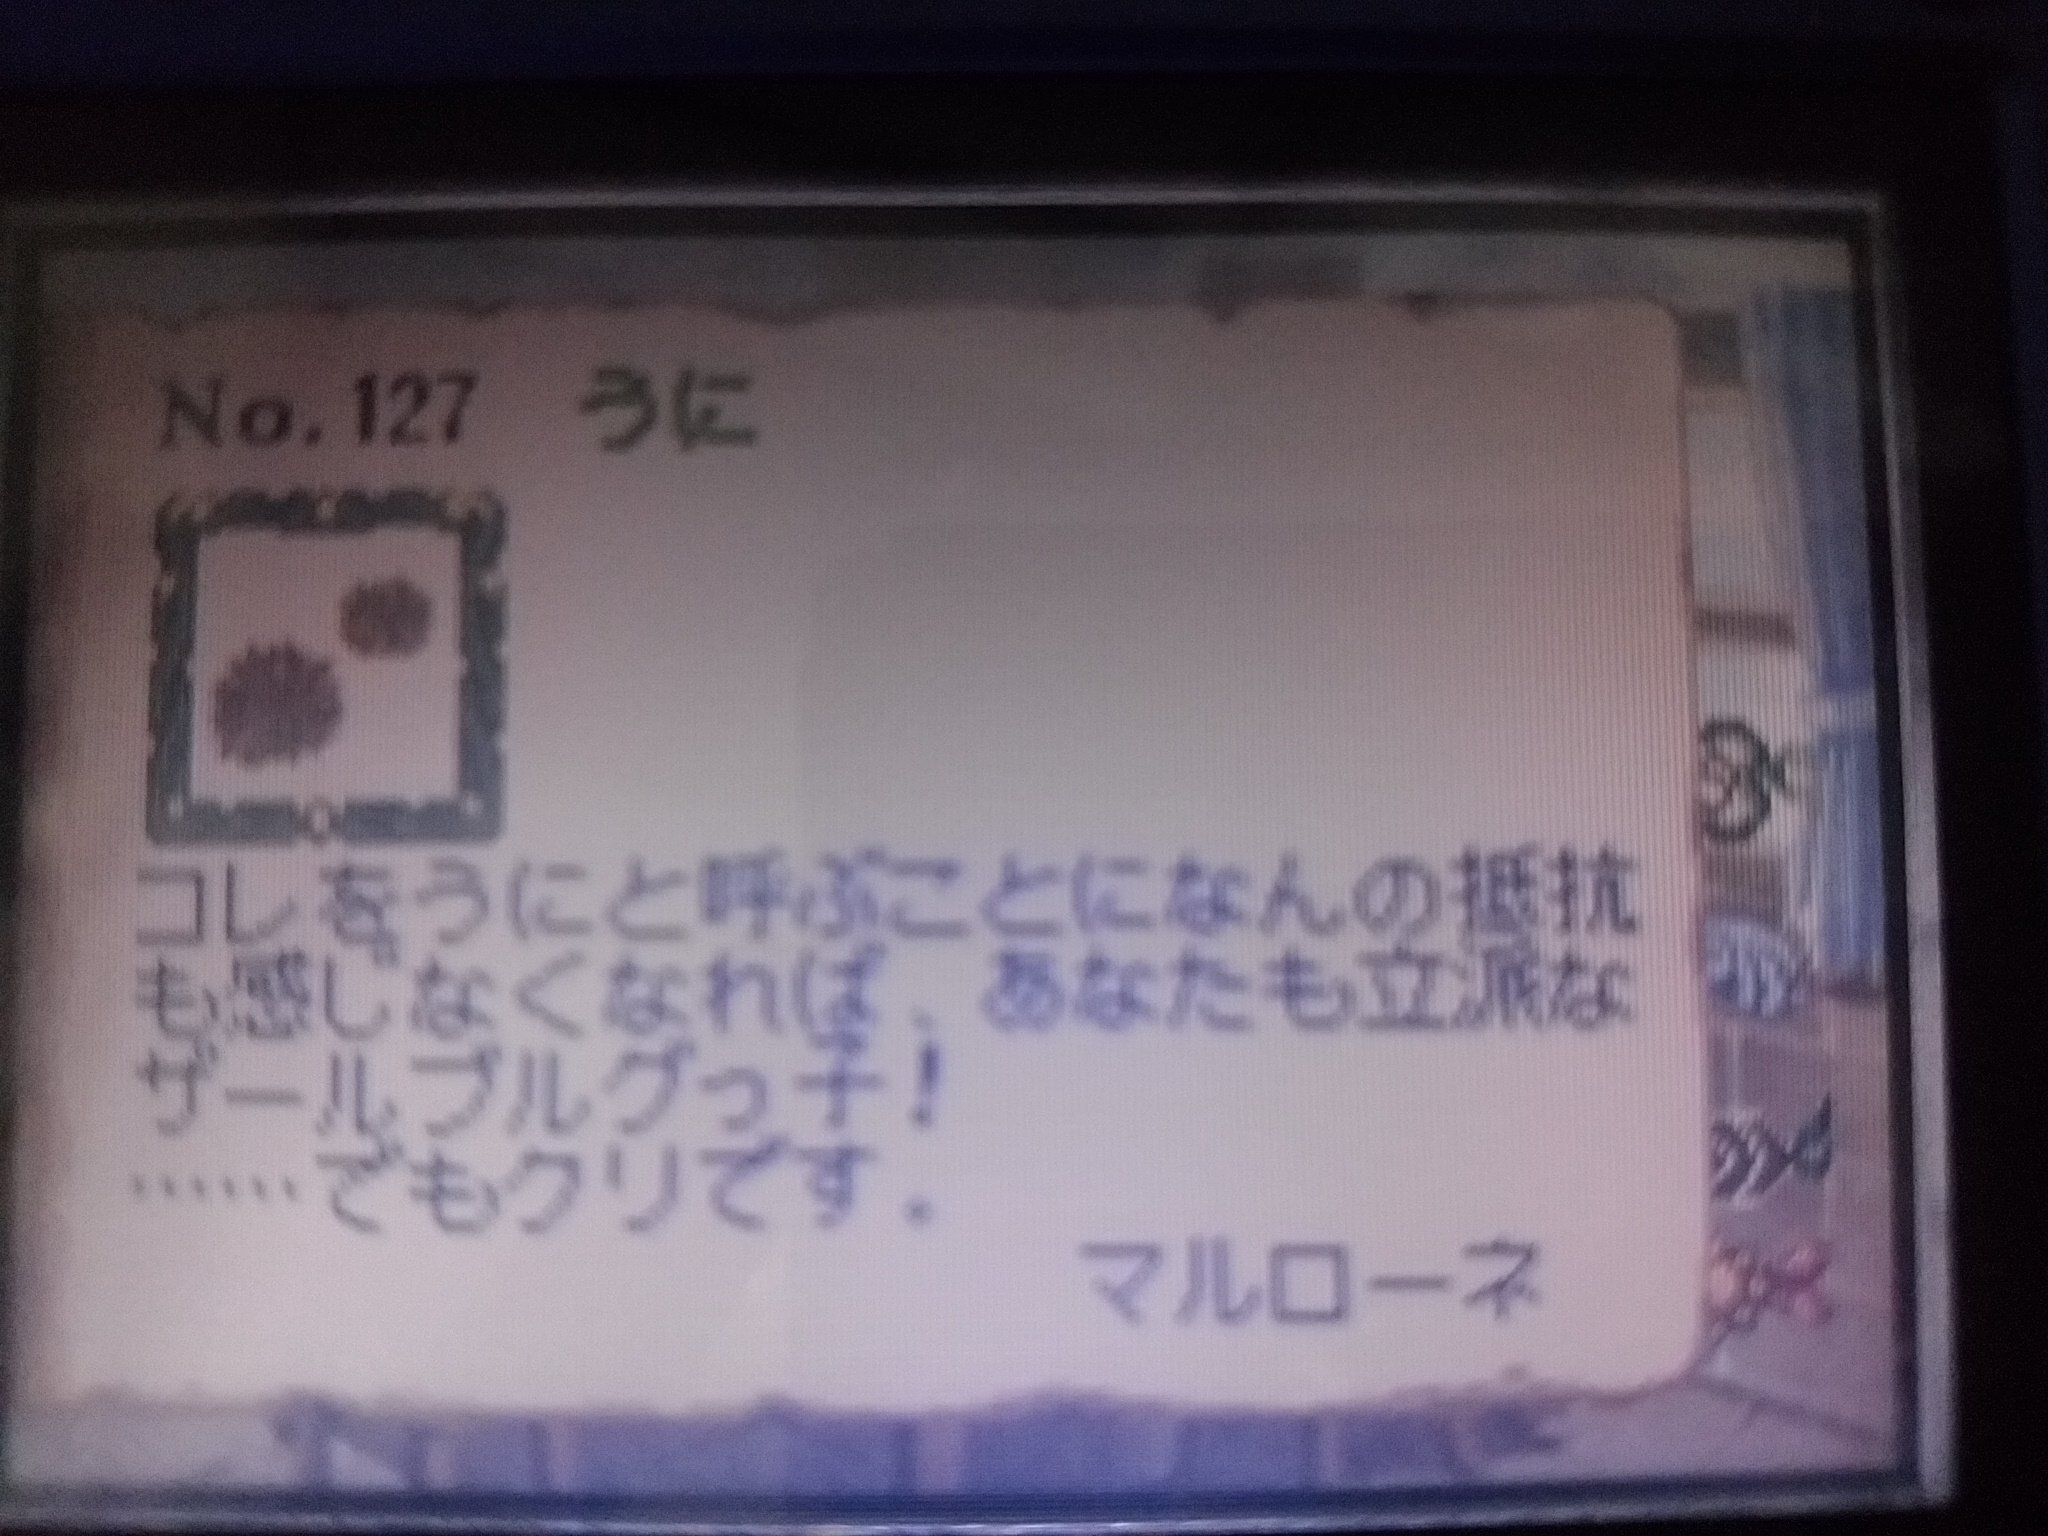 No.127 うに
コレをうにと呼ぶことになんの抵抗
も感じなくなれば、あなたも立派な
ザールブルグっ子！
……でもクリです。
マルローネ